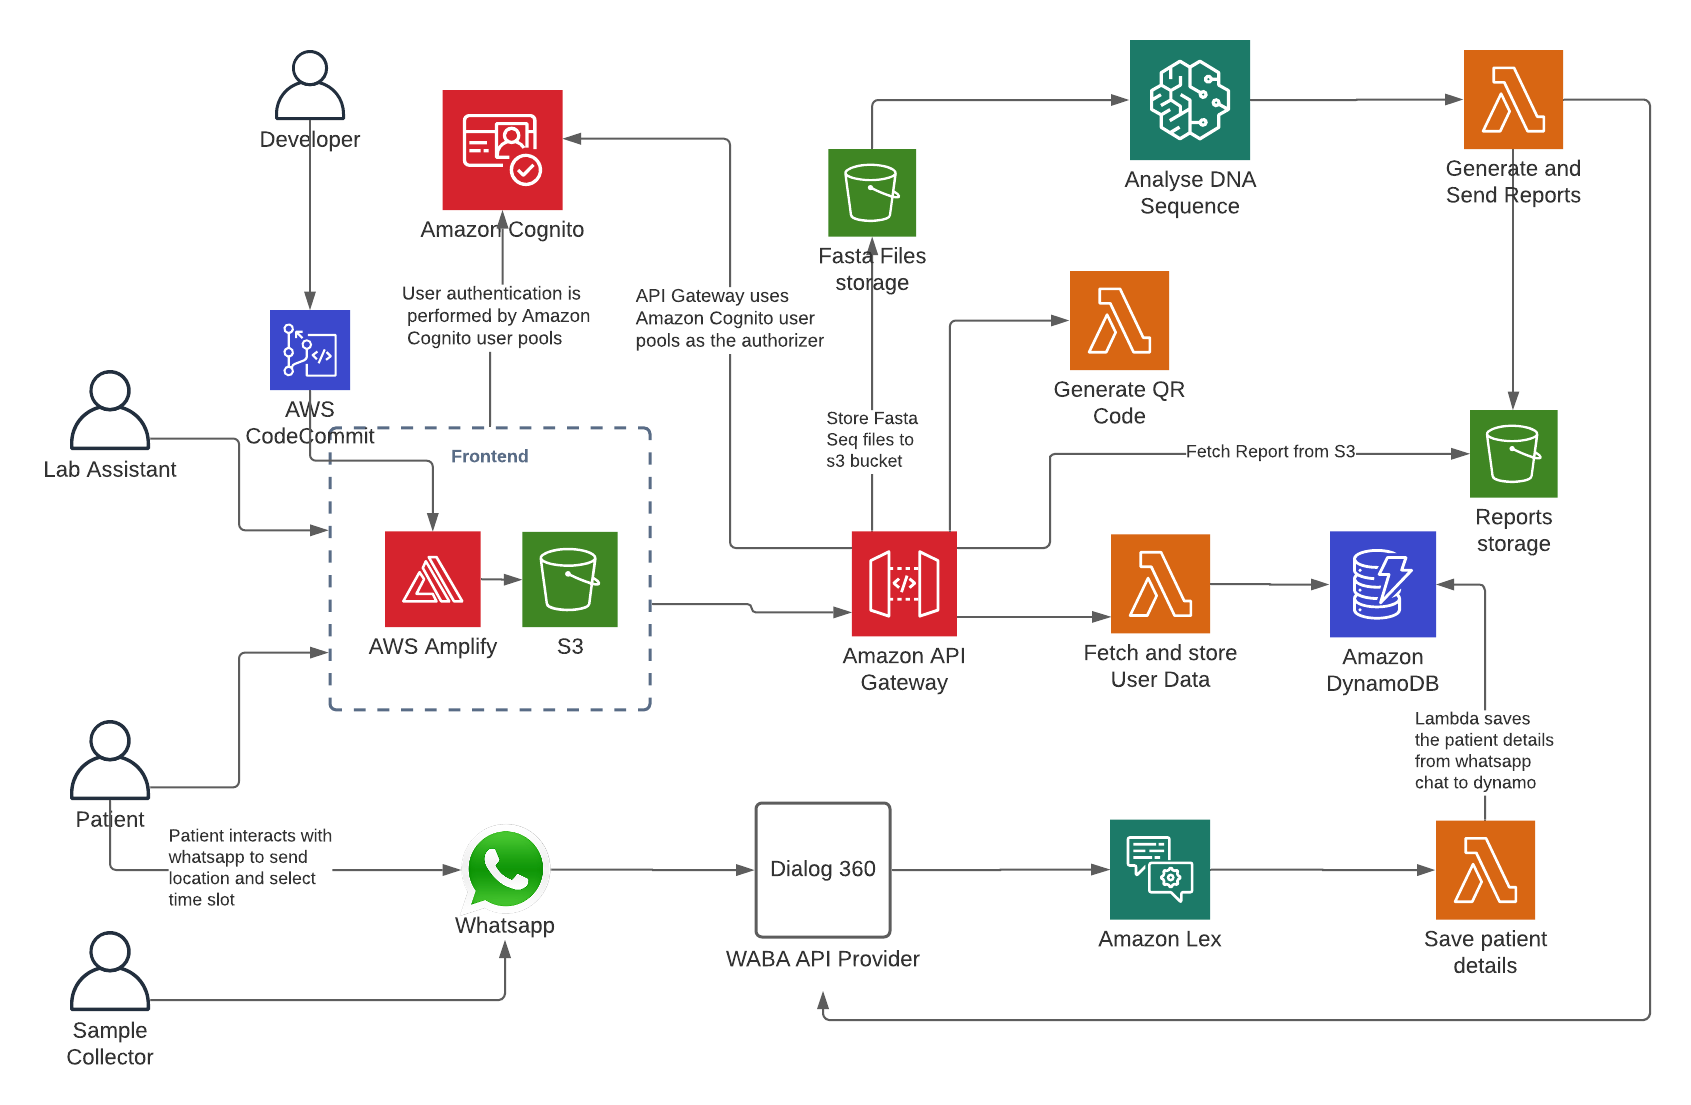 Developer
Amazon Cognito
Analyse DNA
Sequence
Generate and
Send Reports
Fasta Files
storage
User authentication is
performed by Amazon
Cognito user pools
API Gateway uses
Amazon Cognito user
pools as the authorizer
Generate QR
Code
AWS
CodeCommit
Lab Assistant
Frontend
Store Fasta
Seq files to
s3 bucket
Fetch Report from S3
Reports
storage
AWS Amplify
S3
Amazon API
Gateway
Fetch and store
User Data
Amazon
DynamoDB
Lambda saves
the patient details
from whatsapp
chat to dynamo
Patient
Patient interacts with
whatsapp to send
location and select
time slot
Whatsapp
Dialog 360
WABA API Provider
Amazon Lex
Save patient
details
Sample
Collector